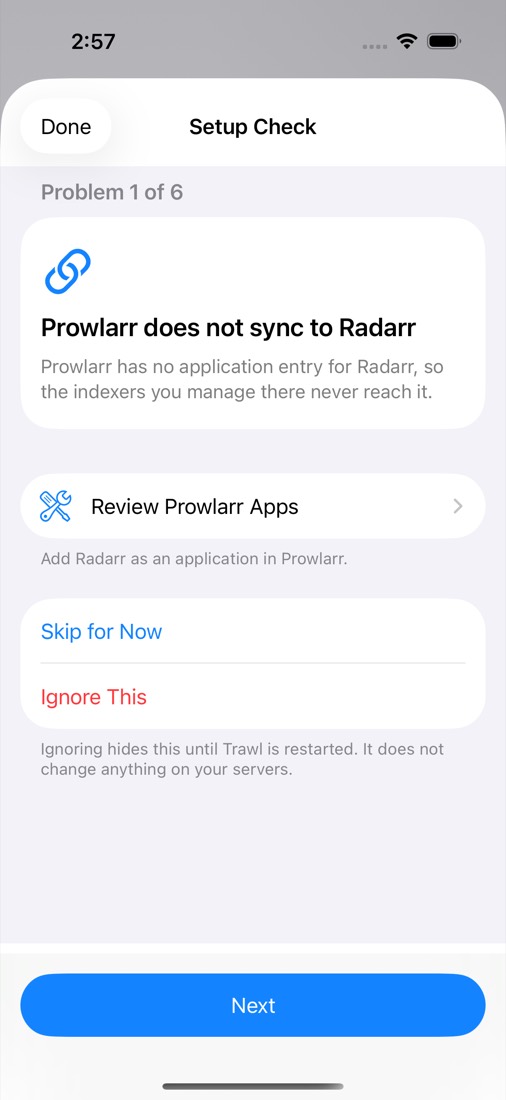 2:57
Done
Setup Check
Problem 1 of 6
Prowlarr does not sync to Radarr
Prowlarr has no application entry for Radarr, so
the indexers you manage there never reach it.
Review Prowlarr Apps
Add Radarr as an application in Prowlarr.
Skip for Now
Ignore This
Ignoring hides this until Trawl is restarted. It does not
change anything on your servers.
Next